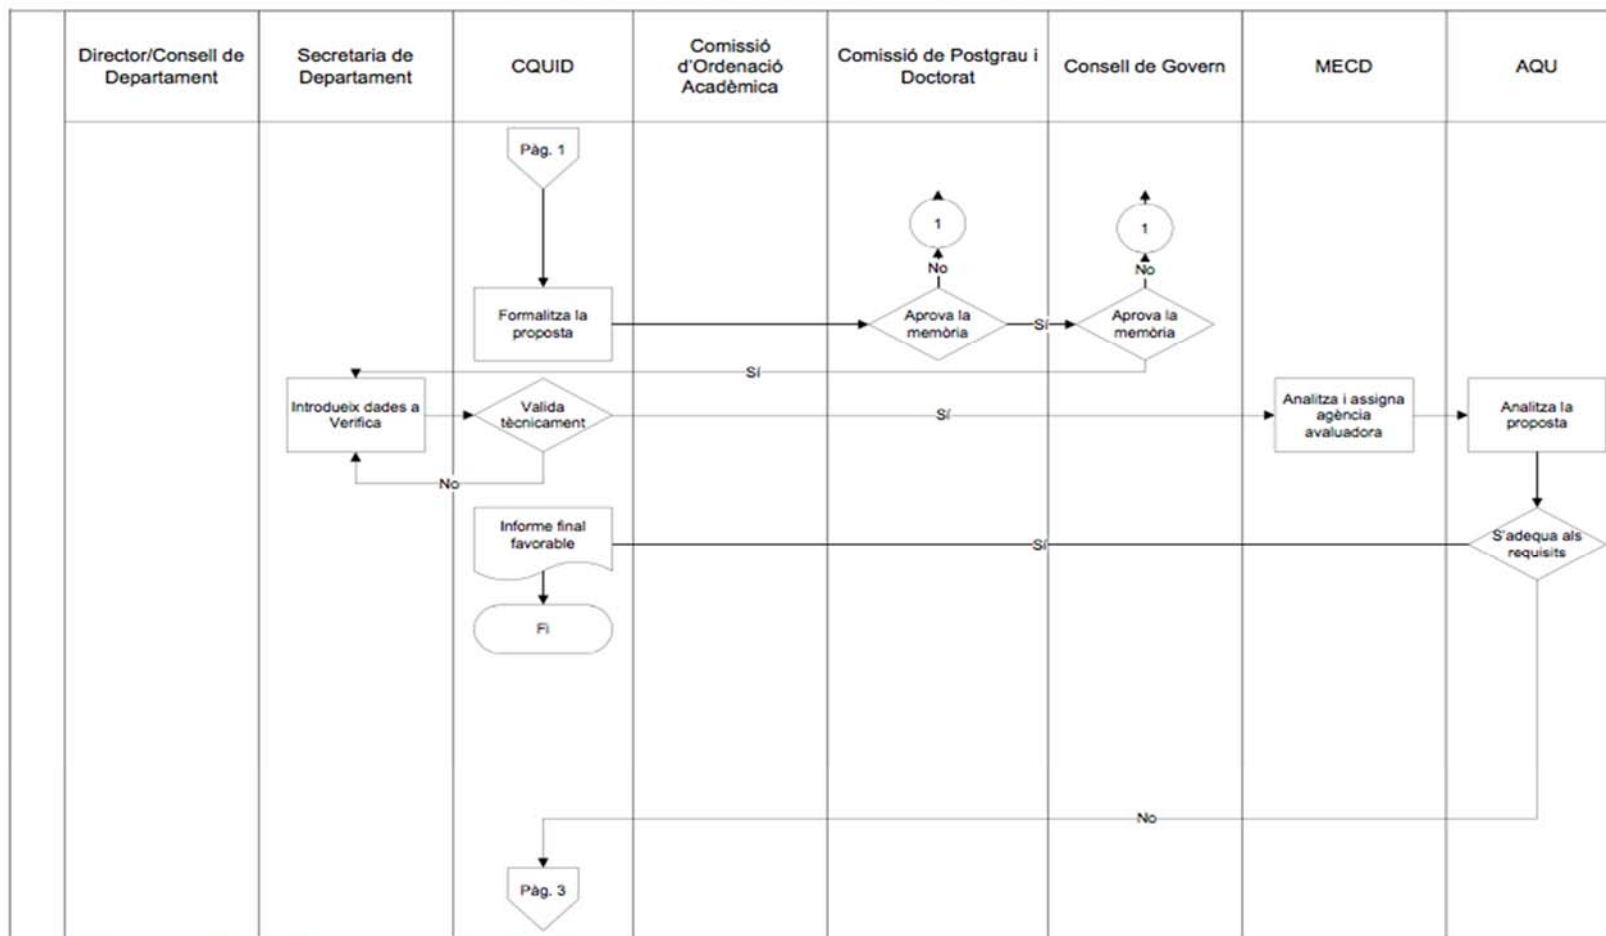 Director/Consell de
Departament
Secretaria de
Departament
CQUID
Comissió
d'Ordenació
Acadèmica
Comissió de Postgrau i
Doctorat
Consell de Govern
MECD
AQU
Pàg. 1
1
1
No
No
Formalitza la
proposta
Aprova la
memòria
Sí
Aprova la
memòria
Sí
Introdueix dades a
Verifica
Valida
tècnicament
Sí
Analitza i assigna
agència
avaluadora
Analitza la
proposta
No
Informe final
favorable
Sí
S'adequa als
requisits
Fi
No
Pàg. 3